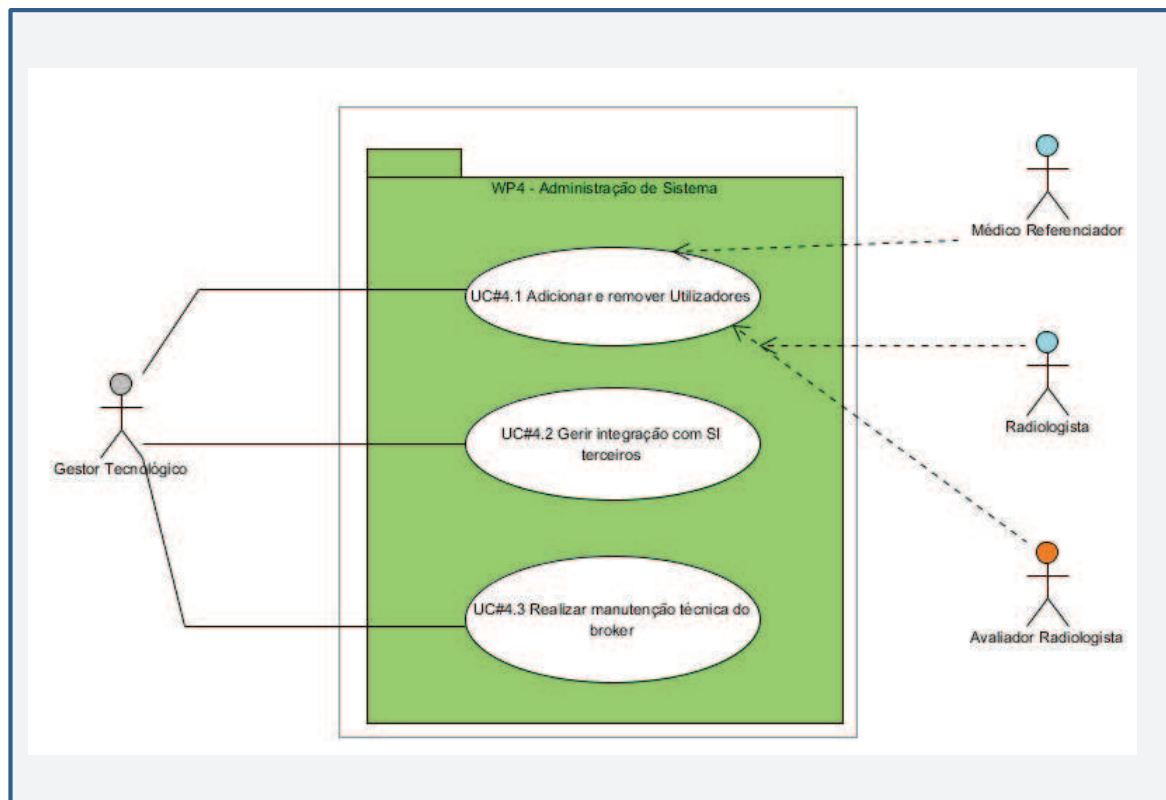 WP4 - Administração de Sistema
Médico Referenciador
UC#4.1 Adicionar e remover Utilizadores
Radiologista
UC#4.2 Gerir integração com SI
terceiros
Gestor Tecnológico
UC#4.3 Realizar manutenção técnica do
broker
Avaliador Radiologista